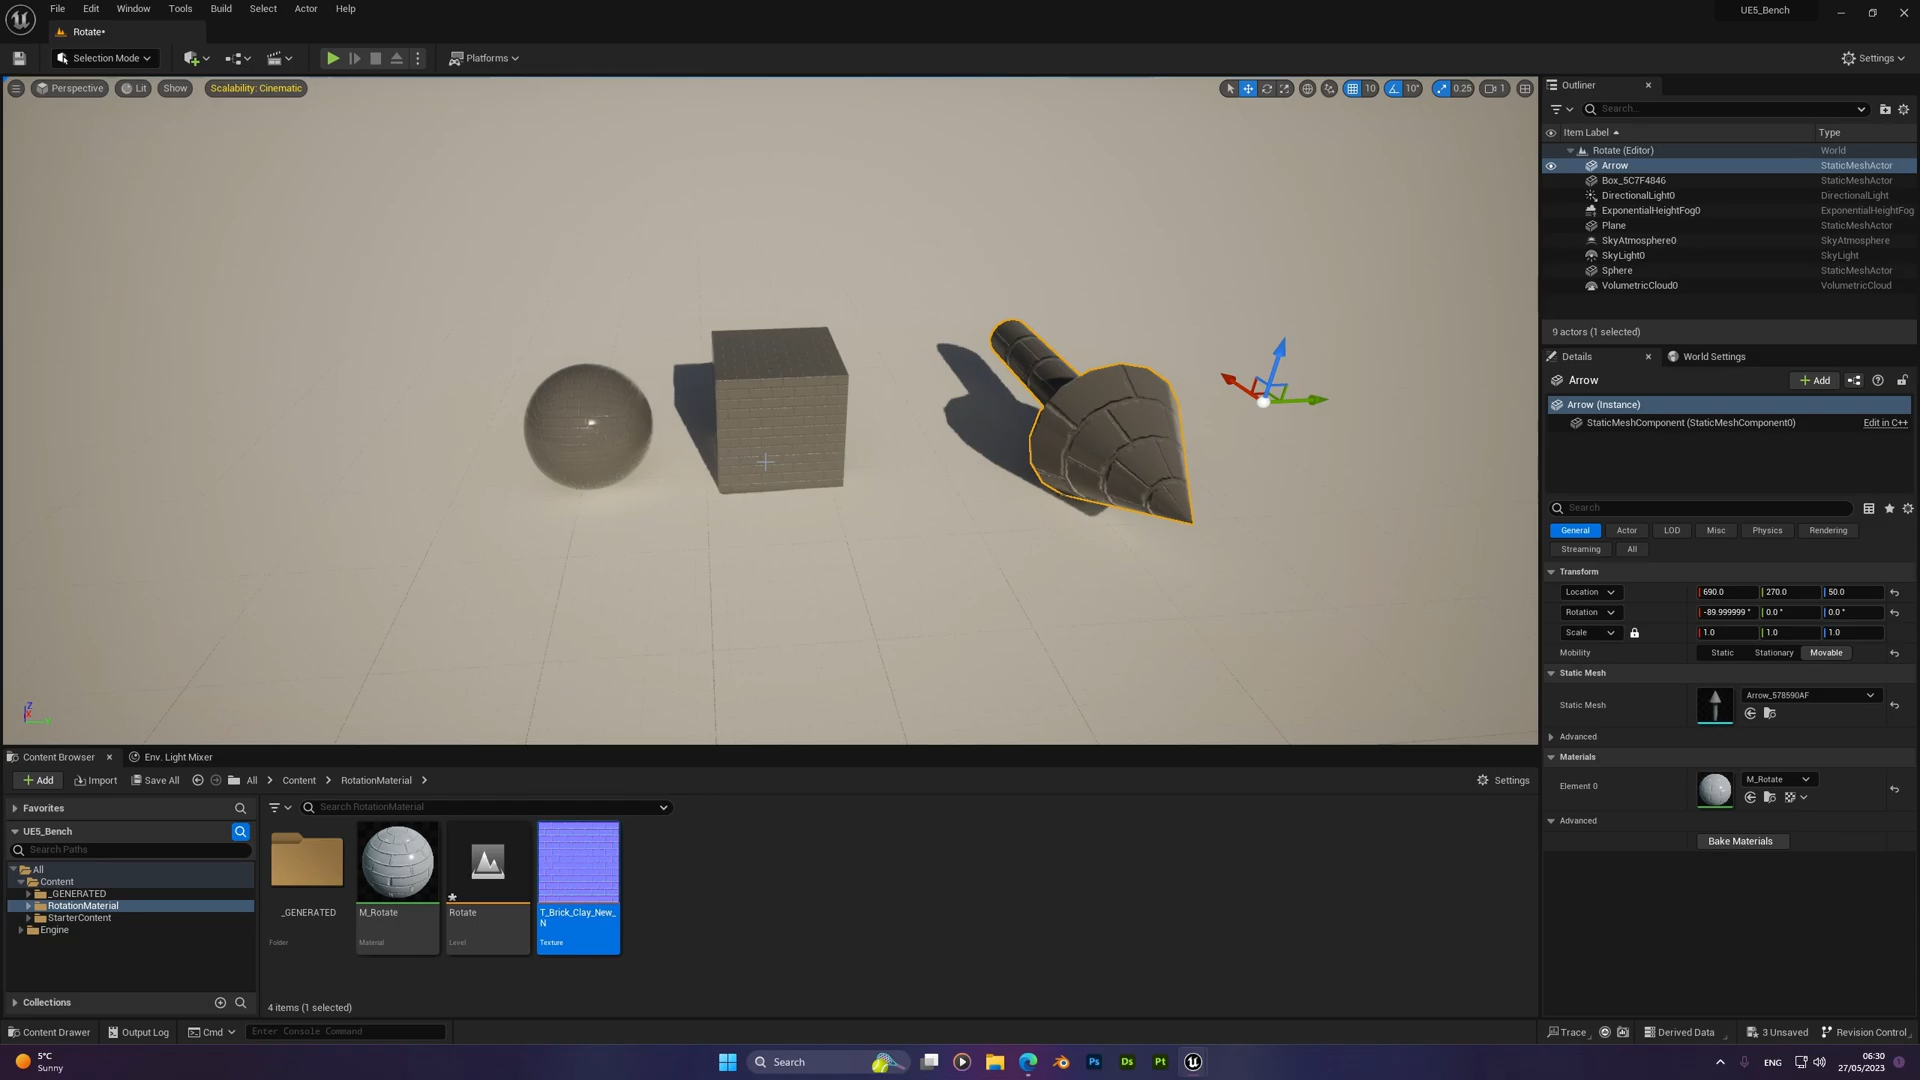 File Edit Window Tools Build Select Actor Help
UE5_Bench
Rotate•
Selection Mode
Platforms
Settings
Perspective Lit Show Scalability: Cinematic
10 10° 0.25 1
Outliner
Search...
Item Label Type
Rotate (Editor) World
Arrow StaticMeshActor
Box_5C7F4846 StaticMeshActor
DirectionalLight0 DirectionalLight
ExponentialHeightFog0 ExponentialHeightFog
Plane StaticMeshActor
SkyAtmosphere0 SkyAtmosphere
SkyLight0 SkyLight
Sphere StaticMeshActor
VolumetricCloud0 VolumetricCloud
9 actors (1 selected)
Details World Settings
Arrow Add
Arrow (Instance)
StaticMeshComponent (StaticMeshComponent0) Edit in C++
Search
General Actor LOD Misc Physics Rendering
Streaming All
Transform
Location 690.0 270.0 50.0
Rotation -89.999999 ° 0.0 ° 0.0 °
Scale 1.0 1.0 1.0
Mobility Static Stationary Movable
Static Mesh
Static Mesh Arrow_578590AF
Advanced
Materials
Element 0 M_Rotate
Advanced
Bake Materials
Z
X
Y
Content Browser Env. Light Mixer
Add Import Save All All Content RotationMaterial Settings
Favorites
Search RotationMaterial
UE5_Bench
Search Paths
All
Content
_GENERATED
RotationMaterial
StarterContent
Engine
Collections
_GENERATED
Folder
M_Rotate
Material
Rotate
Level
T_Brick_Clay_New_
N
Texture
4 items (1 selected)
Content Drawer Output Log Cmd Enter Console Command
Trace Derived Data 3 Unsaved Revision Control
5°C
Sunny
Search
Ps Ds Pt
ENG
06:30
27/05/2023